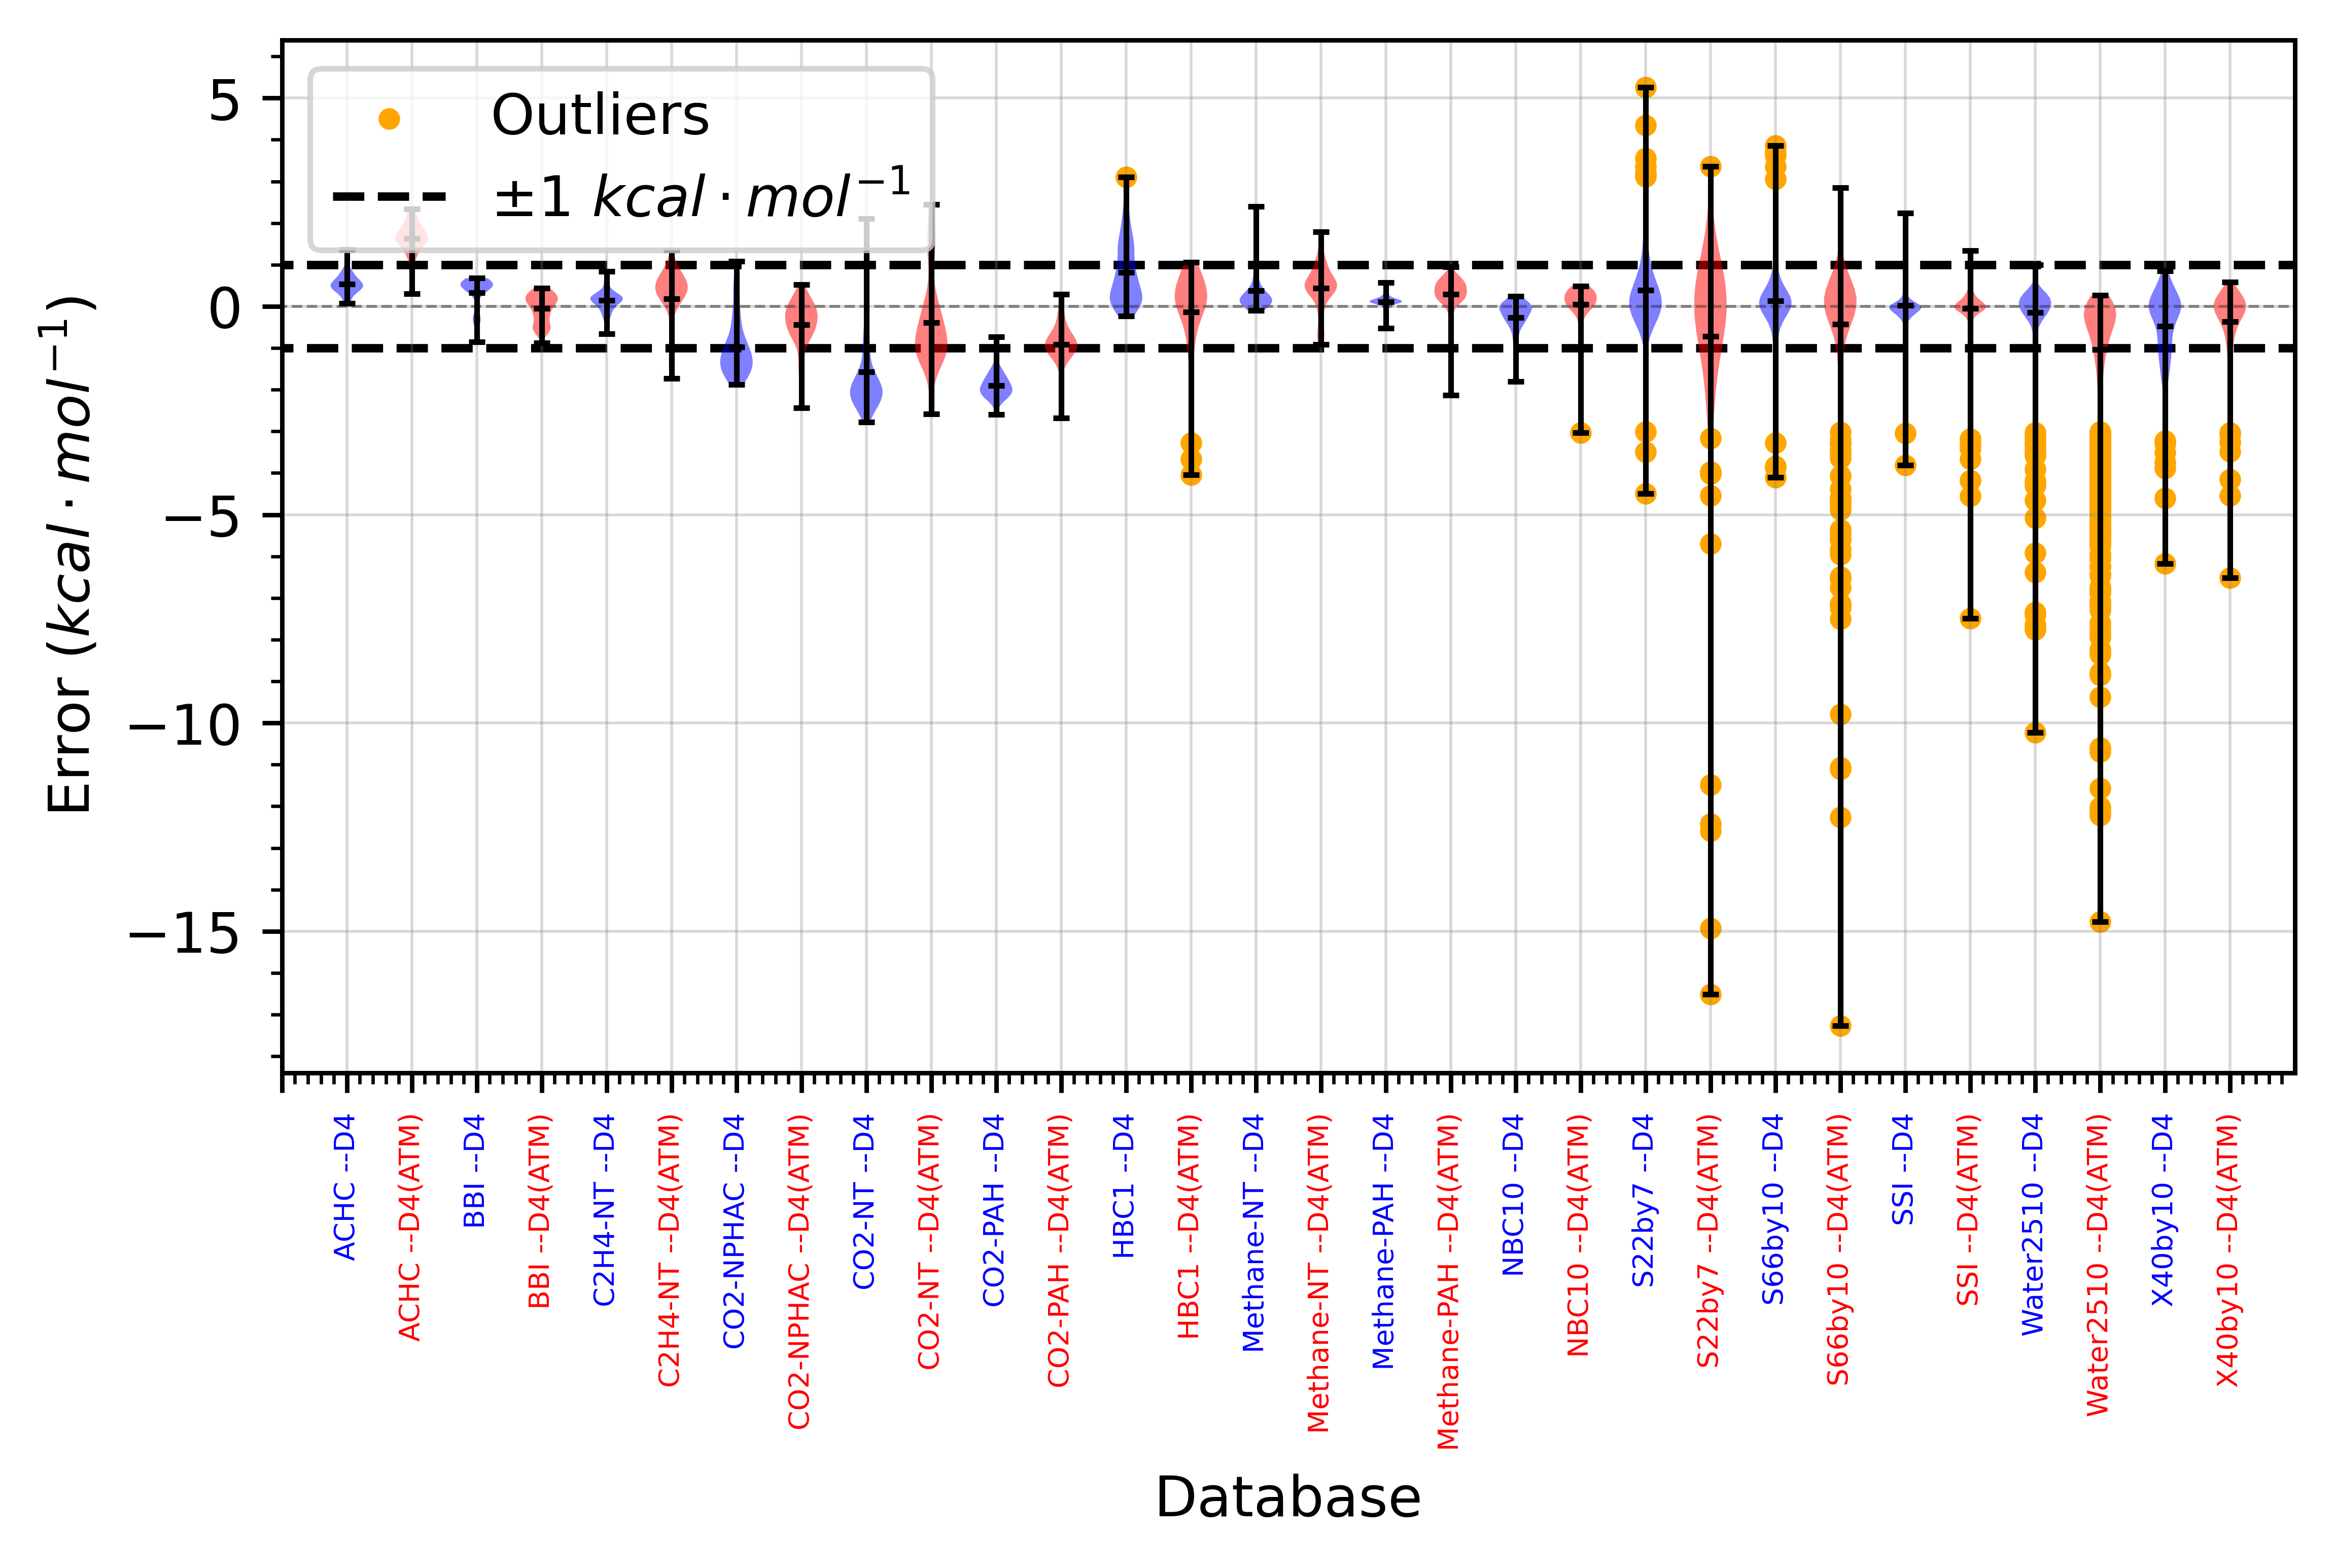 Outliers
±1 kcal · mol⁻¹
Error (kcal · mol⁻¹)
5
0
−5
−10
−15
ACHC --D4
ACHC --D4(ATM)
BBI --D4
BBI --D4(ATM)
C2H4-NT --D4
C2H4-NT --D4(ATM)
CO2-NPHAC --D4
CO2-NPHAC --D4(ATM)
CO2-NT --D4
CO2-NT --D4(ATM)
CO2-PAH --D4
CO2-PAH --D4(ATM)
HBC1 --D4
HBC1 --D4(ATM)
Methane-NT --D4
Methane-NT --D4(ATM)
Methane-PAH --D4
Methane-PAH --D4(ATM)
NBC10 --D4
NBC10 --D4(ATM)
S22by7 --D4
S22by7 --D4(ATM)
S66by10 --D4
S66by10 --D4(ATM)
SSI --D4
SSI --D4(ATM)
Water2510 --D4
Water2510 --D4(ATM)
X40by10 --D4
X40by10 --D4(ATM)
Database